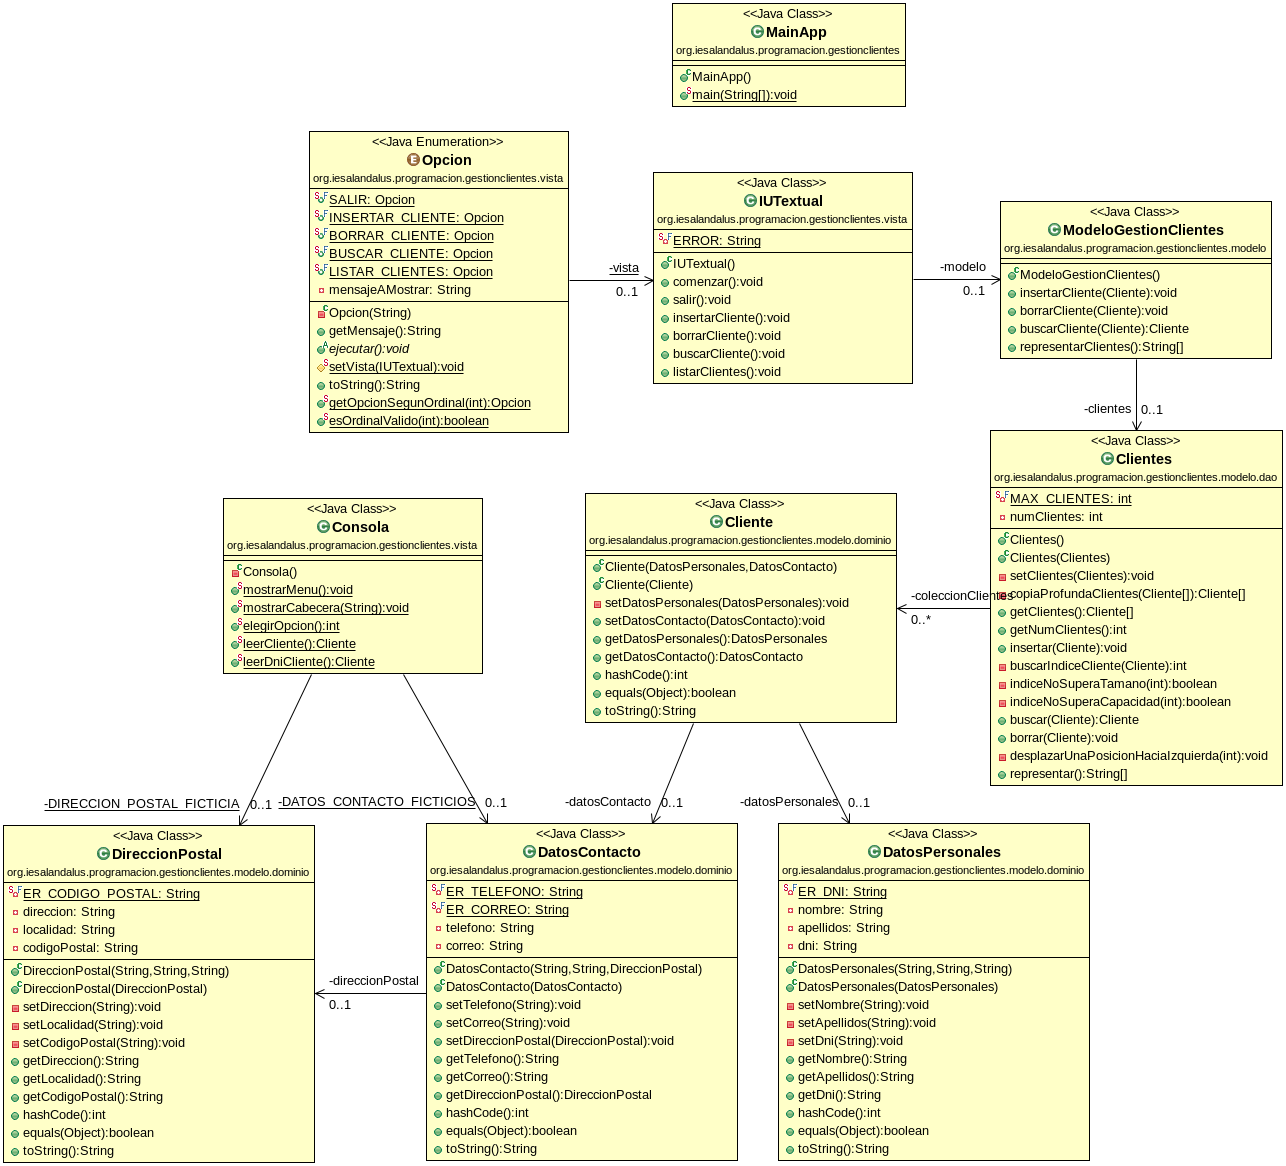 <<Java Class>>
MainApp
org.iesalandalus.programacion.gestionclientes
MainApp()
main(String[]):void
<<Java Enumeration>>
Opcion
org.iesalandalus.programacion.gestionclientes.vista
SALIR: Opcion
INSERTAR_CLIENTE: Opcion
BORRAR_CLIENTE: Opcion
BUSCAR_CLIENTE: Opcion
LISTAR_CLIENTES: Opcion
mensajeAMostrar: String
Opcion(String)
getMensaje():String
ejecutar():void
setVista(IUTextual):void
toString():String
getOpcionSegunOrdinal(int):Opcion
esOrdinalValido(int):boolean
-vista
0..1
<<Java Class>>
IUTextual
org.iesalandalus.programacion.gestionclientes.vista
ERROR: String
IUTextual()
comenzar():void
salir():void
insertarCliente():void
borrarCliente():void
buscarCliente():void
listarClientes():void
-modelo
0..1
<<Java Class>>
ModeloGestionClientes
org.iesalandalus.programacion.gestionclientes.modelo
ModeloGestionClientes()
insertarCliente(Cliente):void
borrarCliente(Cliente):void
buscarCliente(Cliente):Cliente
representarClientes():String[]
-clientes
0..1
<<Java Class>>
Clientes
org.iesalandalus.programacion.gestionclientes.modelo.dao
MAX_CLIENTES: int
numClientes: int
Clientes()
Clientes(Clientes)
setClientes(Clientes):void
copiaProfundaClientes(Cliente[]):Cliente[]
getClientes():Cliente[]
getNumClientes():int
insertar(Cliente):void
buscarIndiceCliente(Cliente):int
indiceNoSuperaTamano(int):boolean
indiceNoSuperaCapacidad(int):boolean
buscar(Cliente):Cliente
borrar(Cliente):void
desplazarUnaPosicionHaciaIzquierda(int):void
representar():String[]
-coleccionClientes
0..*
<<Java Class>>
Consola
org.iesalandalus.programacion.gestionclientes.vista
Consola()
mostrarMenu():void
mostrarCabecera(String):void
elegirOpcion():int
leerCliente():Cliente
leerDniCliente():Cliente
<<Java Class>>
Cliente
org.iesalandalus.programacion.gestionclientes.modelo.dominio
Cliente(DatosPersonales,DatosContacto)
Cliente(Cliente)
setDatosPersonales(DatosPersonales):void
setDatosContacto(DatosContacto):void
getDatosPersonales():DatosPersonales
getDatosContacto():DatosContacto
hashCode():int
equals(Object):boolean
toString():String
-DIRECCION_POSTAL_FICTICIA
0..1
-DATOS_CONTACTO_FICTICIOS
0..1
-datosContacto
0..1
-datosPersonales
0..1
<<Java Class>>
DireccionPostal
org.iesalandalus.programacion.gestionclientes.modelo.dominio
ER_CODIGO_POSTAL: String
direccion: String
localidad: String
codigoPostal: String
DireccionPostal(String,String,String)
DireccionPostal(DireccionPostal)
setDireccion(String):void
setLocalidad(String):void
setCodigoPostal(String):void
getDireccion():String
getLocalidad():String
getCodigoPostal():String
hashCode():int
equals(Object):boolean
toString():String
-direccionPostal
0..1
<<Java Class>>
DatosContacto
org.iesalandalus.programacion.gestionclientes.modelo.dominio
ER_TELEFONO: String
ER_CORREO: String
telefono: String
correo: String
DatosContacto(String,String,DireccionPostal)
DatosContacto(DatosContacto)
setTelefono(String):void
setCorreo(String):void
setDireccionPostal(DireccionPostal):void
getTelefono():String
getCorreo():String
getDireccionPostal():DireccionPostal
hashCode():int
equals(Object):boolean
toString():String
<<Java Class>>
DatosPersonales
org.iesalandalus.programacion.gestionclientes.modelo.dominio
ER_DNI: String
nombre: String
apellidos: String
dni: String
DatosPersonales(String,String,String)
DatosPersonales(DatosPersonales)
setNombre(String):void
setApellidos(String):void
setDni(String):void
getNombre():String
getApellidos():String
getDni():String
hashCode():int
equals(Object):boolean
toString():String